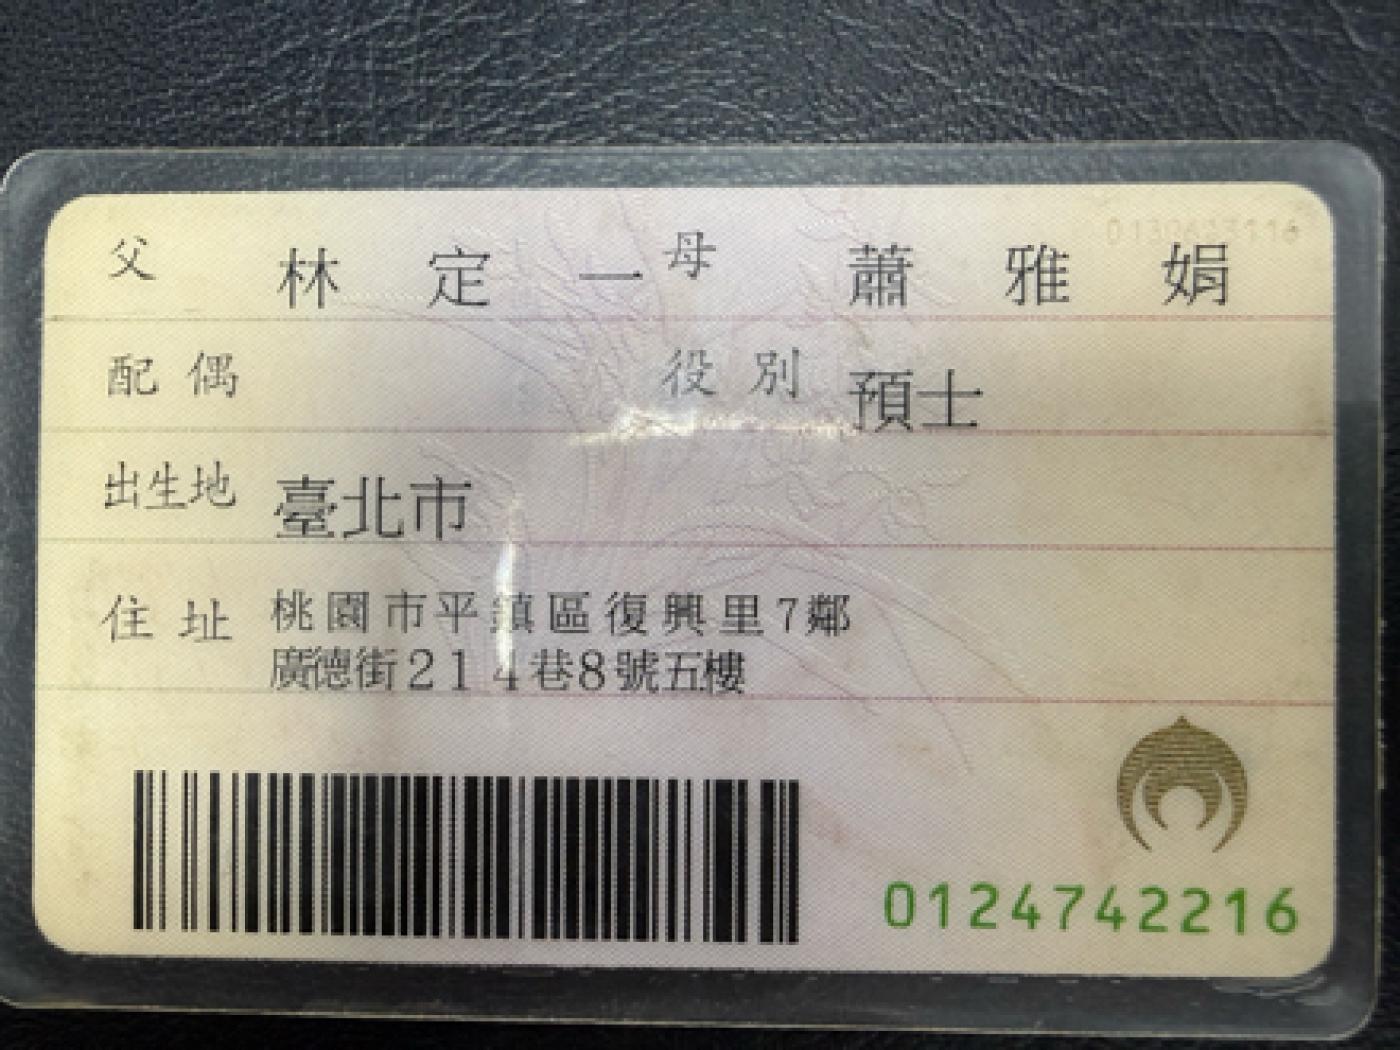 父 林定一 母 蕭雅娟
配偶 役別 預士
出生地 臺北市
住址 桃園市平鎮區復興里7鄰
廣德街214巷8號五樓
0124742216